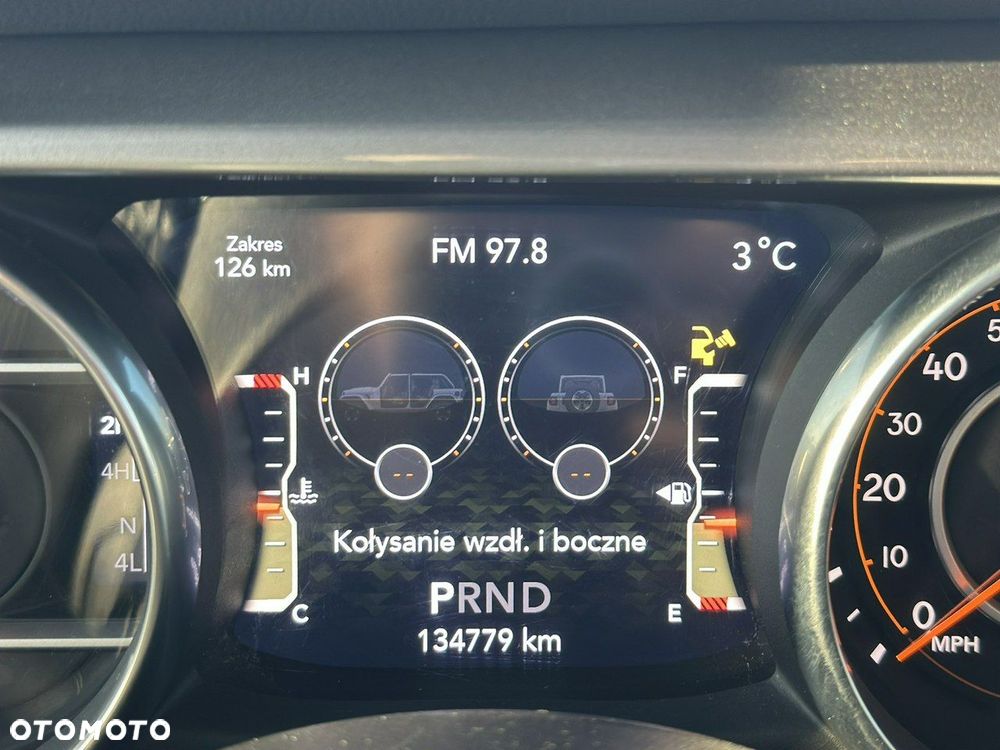 Zakres
126 km
FM 97.8
3°C
H
F
C
E
-- --
Kołysanie wzdł. i boczne
PRND
134779 km
4HL
N
4L
40
30
20
10
0
MPH
OTOMOTO